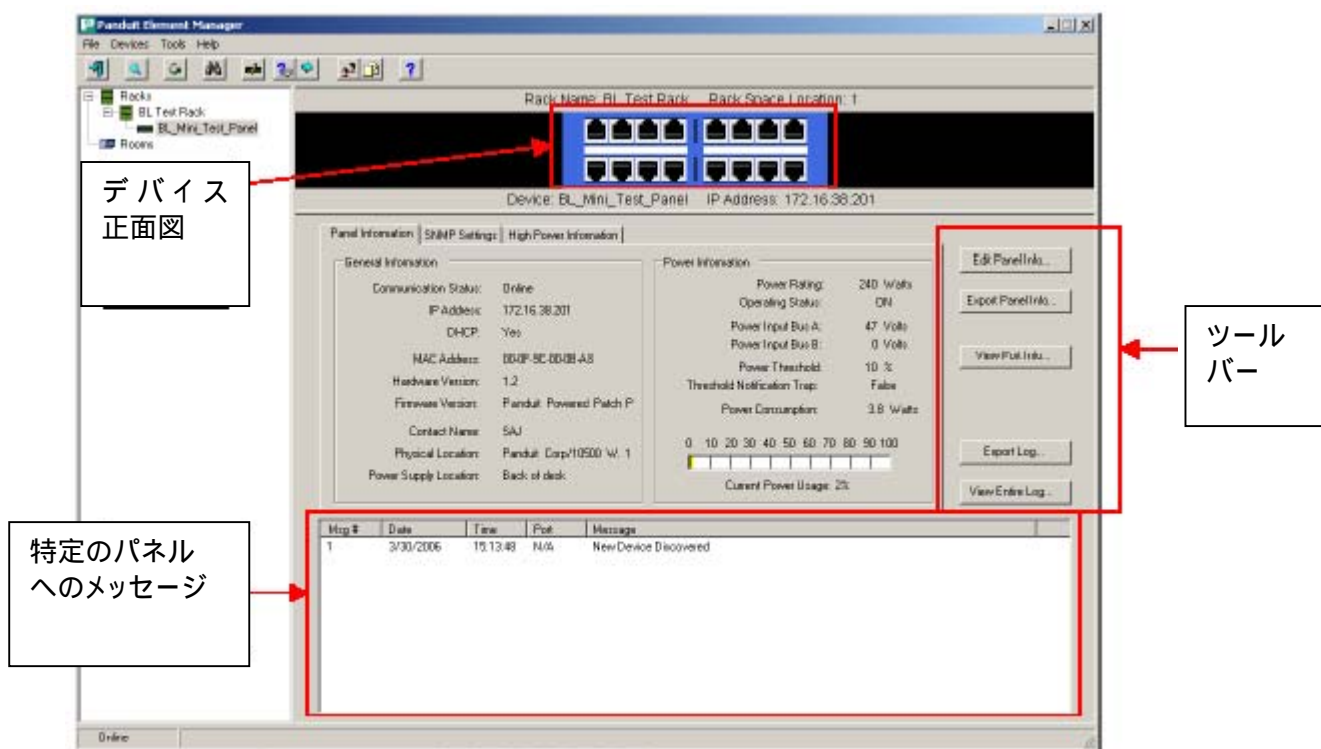 Panduit Element Manager
File Devices Tools Help
Racks
BL Test Rack
BL_Mini_Test_Panel
Rooms
Rack Name: BL Test Rack Rack Space Location: 1
デバイス
正面図
Device: BL_Mini_Test_Panel IP Address: 172.16.38.201
Panel Information SNMP Settings High Power Information
General Information
Communication Status: Online
IP Address: 172.16.38.201
DHCP: Yes
MAC Address: 00-0F-9C-00-0B-A8
Hardware Version: 1.2
Firmware Version: Panduit Powered Patch P
Contact Name: SAJ
Physical Location: Panduit Corp/10500 W. 1
Power Supply Location: Back of desk
Power Information
Power Rating: 240 Watts
Operating Status: ON
Power Input Bus A: 47 Volts
Power Input Bus B: 0 Volts
Power Threshold: 10 %
Threshold Notification Trap: False
Power Consumption: 3.8 Watts
0 10 20 30 40 50 60 70 80 90 100
Current Power Usage: 2%
Edit Panel Info...
Export Panel Info...
View Port Info...
Export Log...
View Entire Log...
ツール
バー
特定のパネル
へのメッセージ
Msg # Date Time Port Message
1 3/30/2006 15:13:48 N/A New Device Discovered
Online